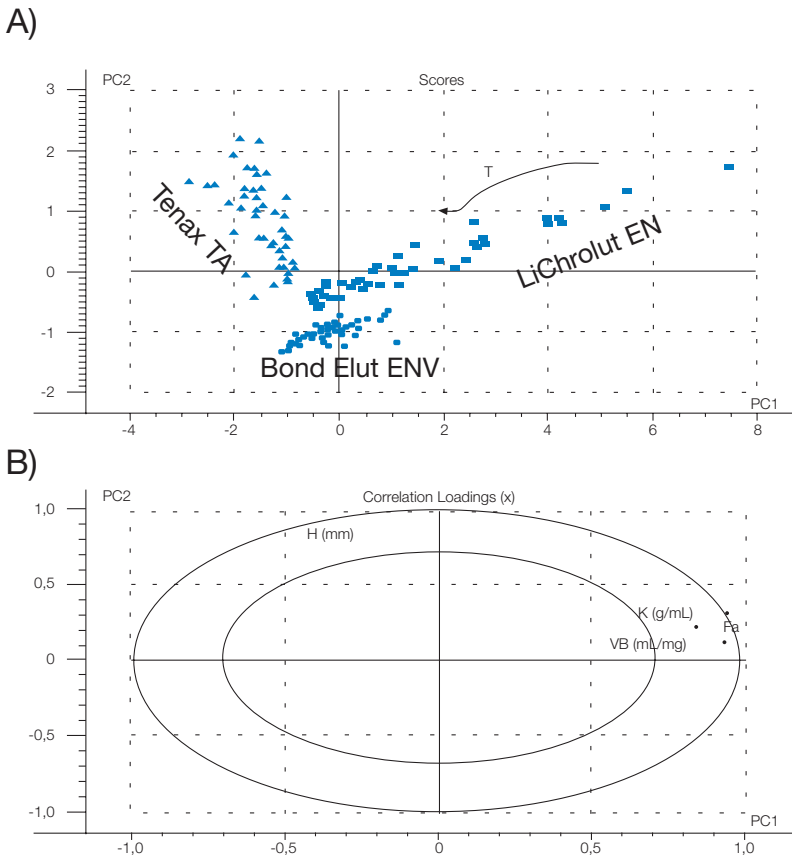 A)
PC2
Scores
3
2
1
0
-1
-2
T
Tenax TA
LiChrolut EN
Bond Elut ENV
PC1
-4
-2
0
2
4
6
8
B)
PC2
Correlation Loadings (x)
1,0
0,5
0
-0,5
-1,0
H (mm)
K (g/mL)
Fa
VB (mL/mg)
PC1
-1,0
-0,5
0
0,5
1,0